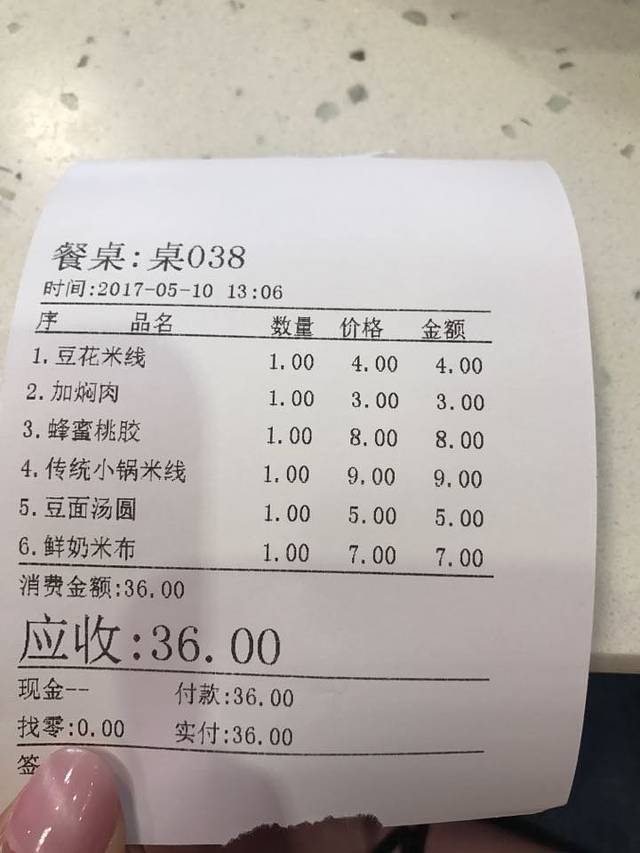 餐桌:桌038
时间:2017-05-10 13:06
序 品名 数量 价格 金额
1.豆花米线 1.00 4.00 4.00
2.加焖肉 1.00 3.00 3.00
3.蜂蜜桃胶 1.00 8.00 8.00
4.传统小锅米线 1.00 9.00 9.00
5.豆面汤圆 1.00 5.00 5.00
6.鲜奶米布 1.00 7.00 7.00
消费金额:36.00
应收:36.00
现金-- 付款:36.00
找零:0.00 实付:36.00
签